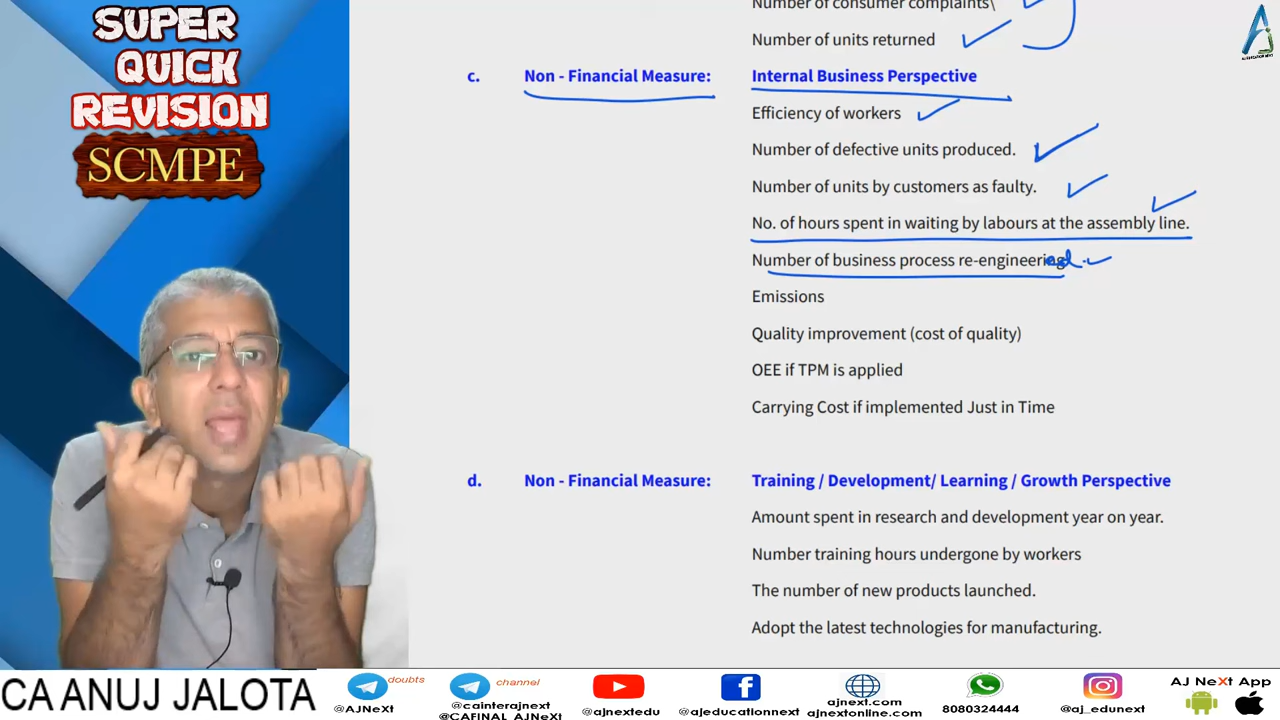 SUPER
QUICK
REVISION
SCMPE
Number of consumer complaints\
Number of units returned
c. Non - Financial Measure: Internal Business Perspective
Efficiency of workers
Number of defective units produced.
Number of units by customers as faulty.
No. of hours spent in waiting by labours at the assembly line.
Number of business process re-engineering
Emissions
Quality improvement (cost of quality)
OEE if TPM is applied
Carrying Cost if implemented Just in Time
d. Non - Financial Measure: Training / Development/ Learning / Growth Perspective
Amount spent in research and development year on year.
Number training hours undergone by workers
The number of new products launched.
Adopt the latest technologies for manufacturing.
CA ANUJ JALOTA
doubts
@AJNeXt
channel
@cainterajnext
@CAFINAL_AJNeXt
@ajnextedu
@ajeducationnext
ajnext.com
ajnextonline.com
8080324444
@aj_edunext
AJ NeXt App